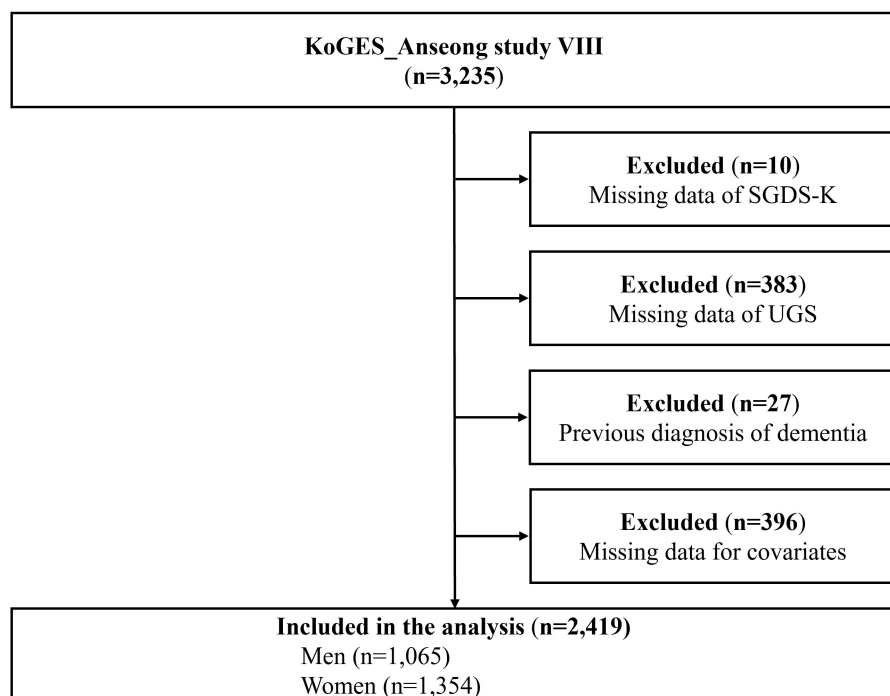 KoGES_Anseong study VIII
(n=3,235)
Excluded (n=10)
Missing data of SGDS-K
Excluded (n=383)
Missing data of UGS
Excluded (n=27)
Previous diagnosis of dementia
Excluded (n=396)
Missing data for covariates
Included in the analysis (n=2,419)
Men (n=1,065)
Women (n=1,354)